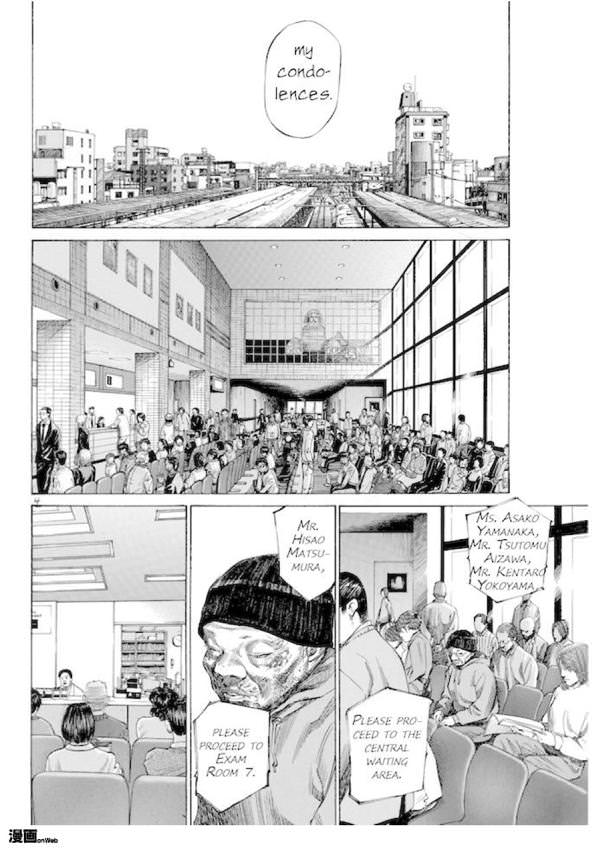 my
condo-
lences.
Ms. Asako
Yamanaka,
Mr. Tsutomu
Aizawa,
Mr. Kentaro
Yokoyama,
Please pro-
ceed to the
central
waiting
area.
Mr.
Hisao
Matsu-
mura,
please
proceed to
Exam
Room 7.
4
漫画onWeb